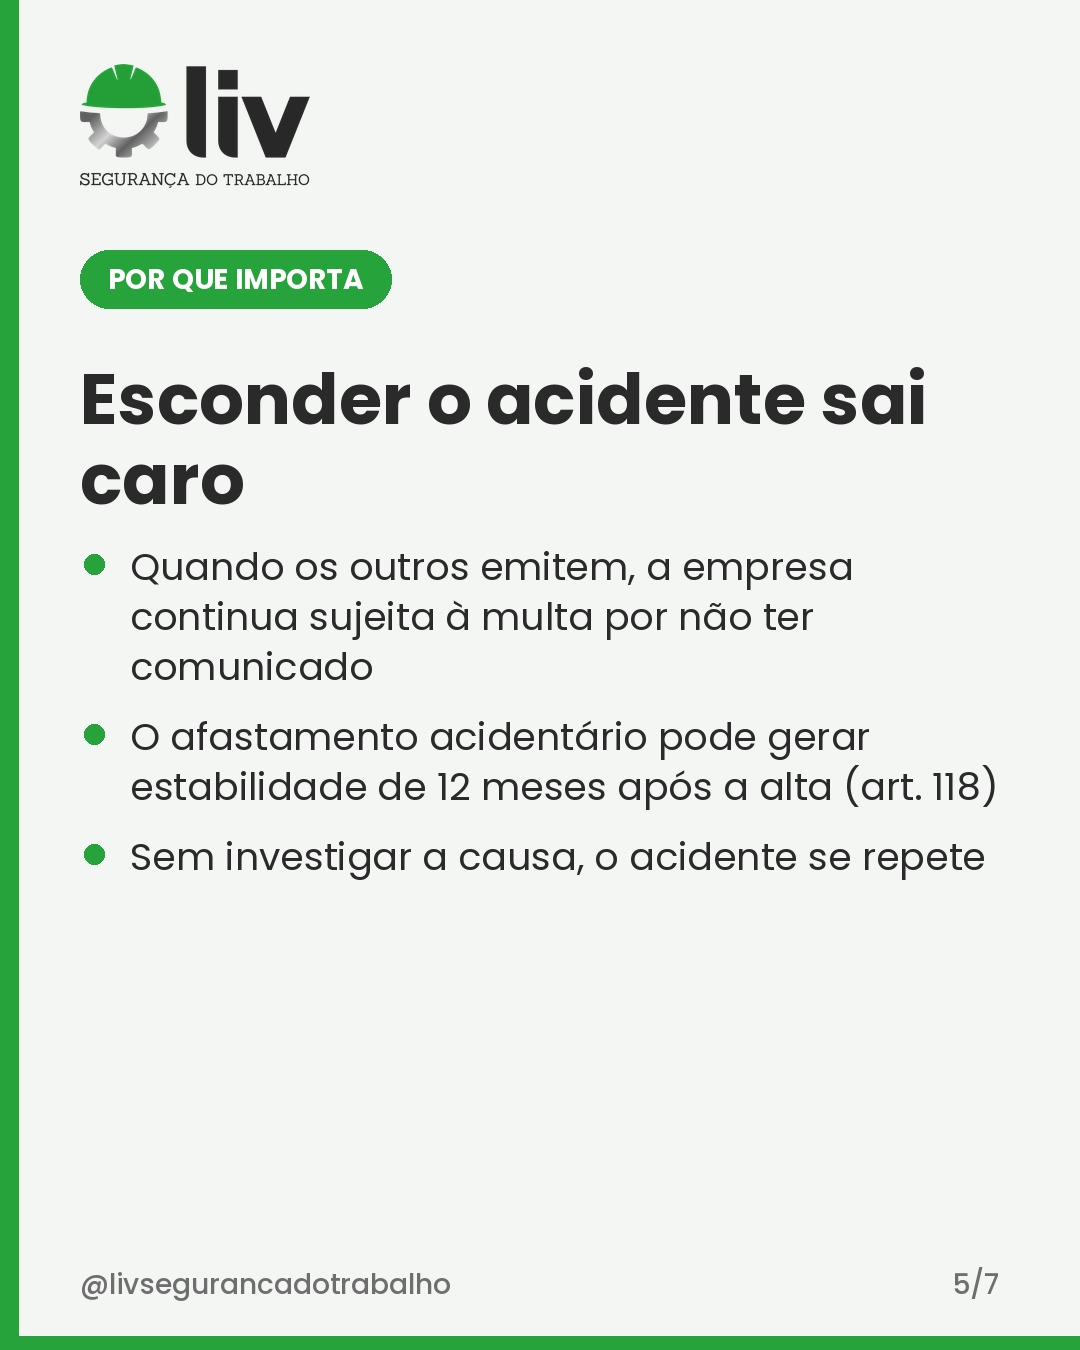 liv
SEGURANÇA DO TRABALHO
POR QUE IMPORTA
Esconder o acidente sai
caro
Quando os outros emitem, a empresa
continua sujeita à multa por não ter
comunicado
O afastamento acidentário pode gerar
estabilidade de 12 meses após a alta (art. 118)
Sem investigar a causa, o acidente se repete
@livsegurancadotrabalho
5/7